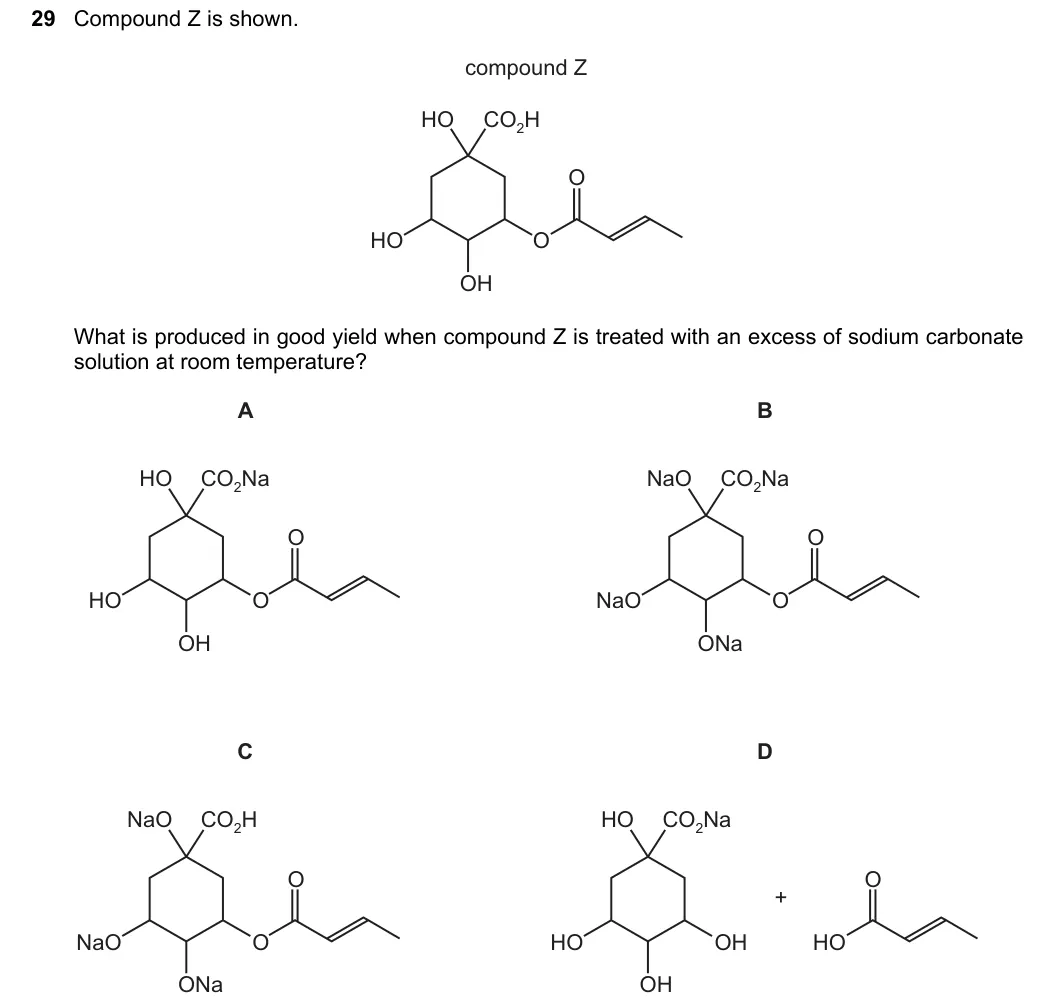 29 Compound Z is shown.
compound Z
HO CO2H
O
HO O
OH
What is produced in good yield when compound Z is treated with an excess of sodium carbonate
solution at room temperature?
A B
HO CO2Na NaO CO2Na
O O
HO O NaO O
OH ONa
C D
NaO CO2H HO CO2Na
O O
+
NaO O HO OH HO
ONa OH